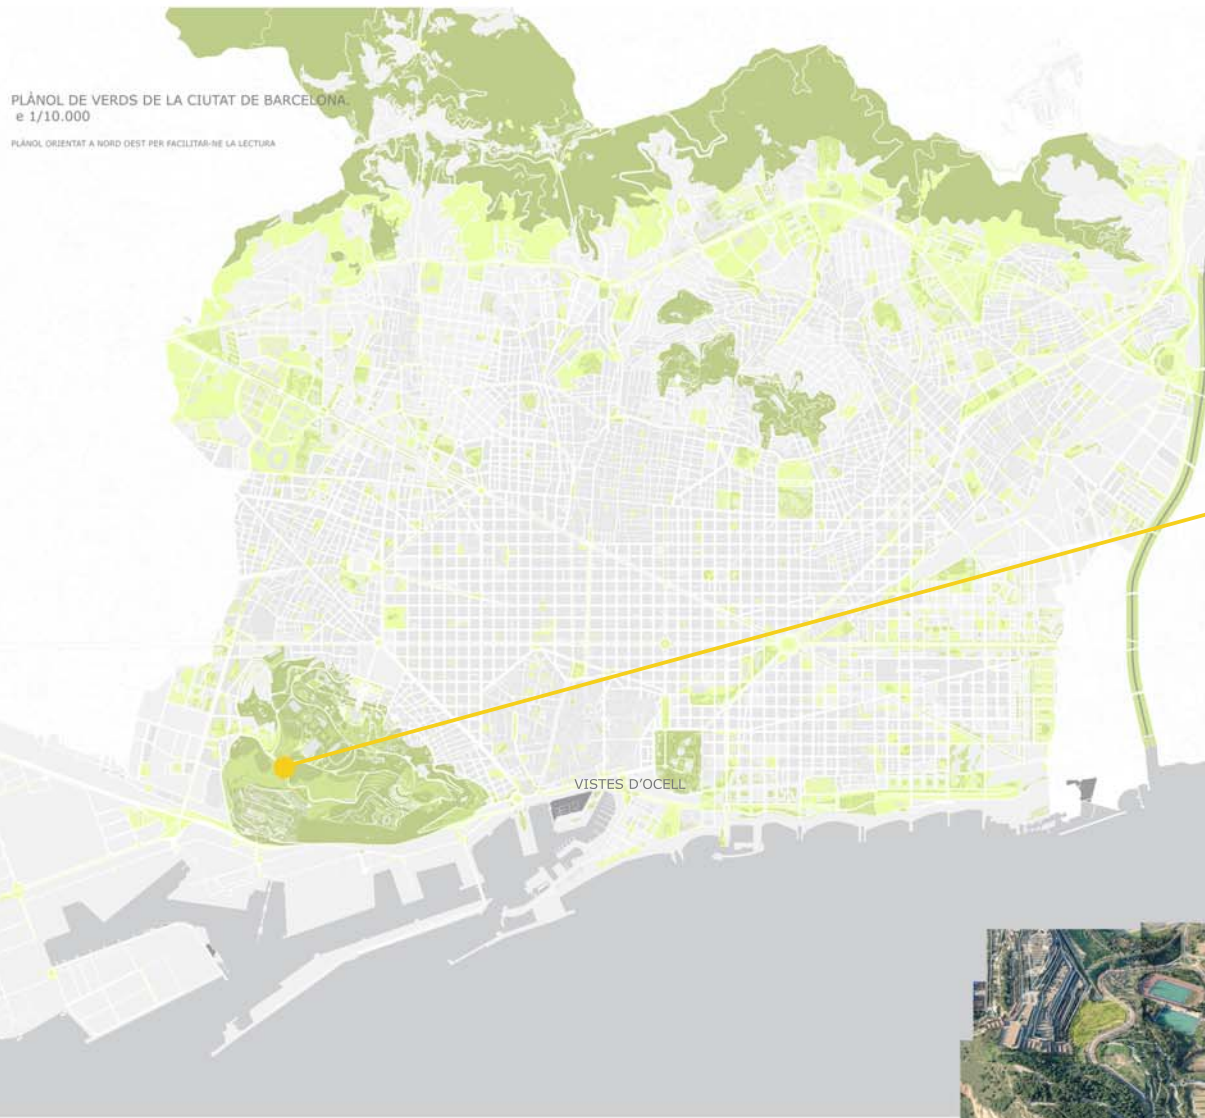 PLÀNOL DE VERDS DE LA CIUTAT DE BARCELONA.
e 1/10.000
PLÀNOL ORIENTAT A NORD OEST PER FACILITAR-NE LA LECTURA
VISTES D'OCELL